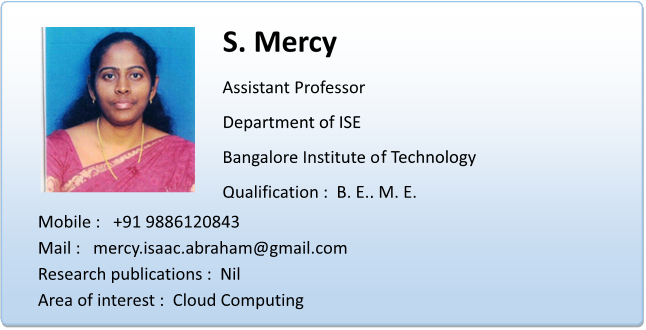 S. Mercy
Assistant Professor
Department of ISE
Bangalore Institute of Technology
Qualification :  B. E.. M. E.
Mobile :   +91 9886120843
Mail :   mercy.isaac.abraham@gmail.com
Research publications :  Nil
Area of interest :  Cloud Computing